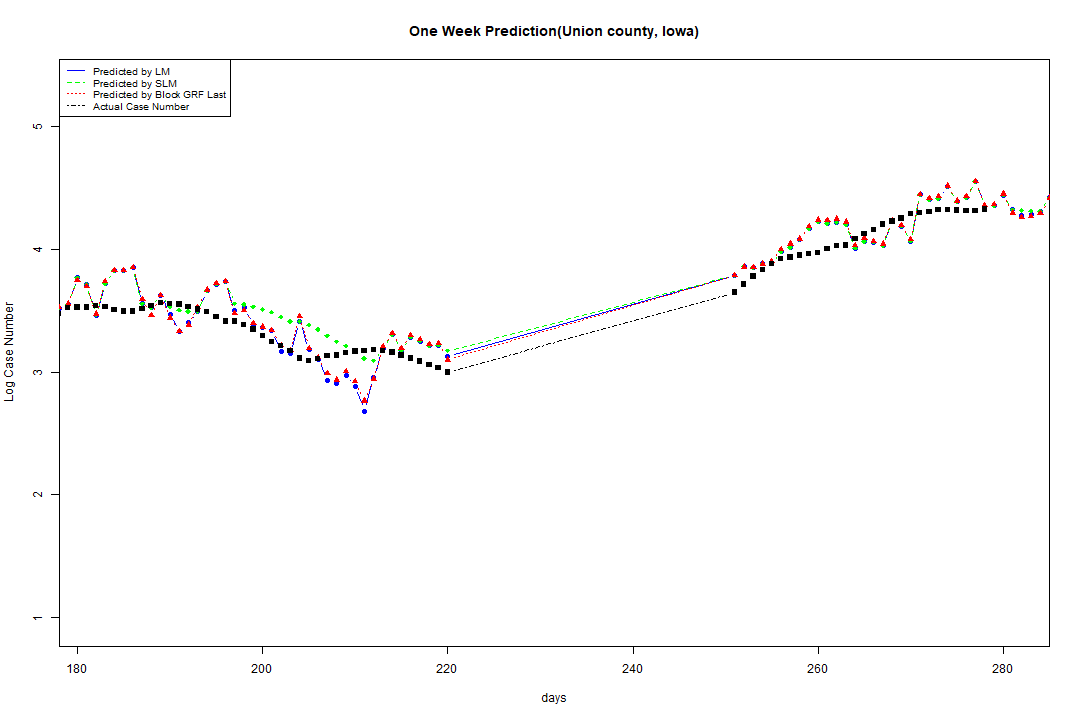 One Week Prediction(Union county, Iowa)
Predicted by LM
Predicted by SLM
Predicted by Block GRF Last
Actual Case Number
5
4
3
2
1
Log Case Number
180 200 220 240 260 280
days